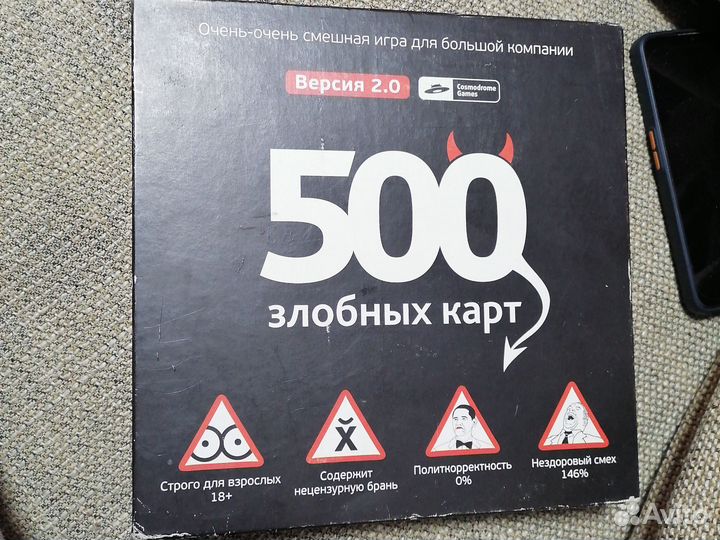 Очень-очень смешная игра для большой компании
Версия 2.0
Cosmodrome
Games
500
злобных карт
Строго для взрослых
18+
x̆
Содержит
нецензурную брань
Политкорректность
0%
Нездоровый смех
146%
Avito